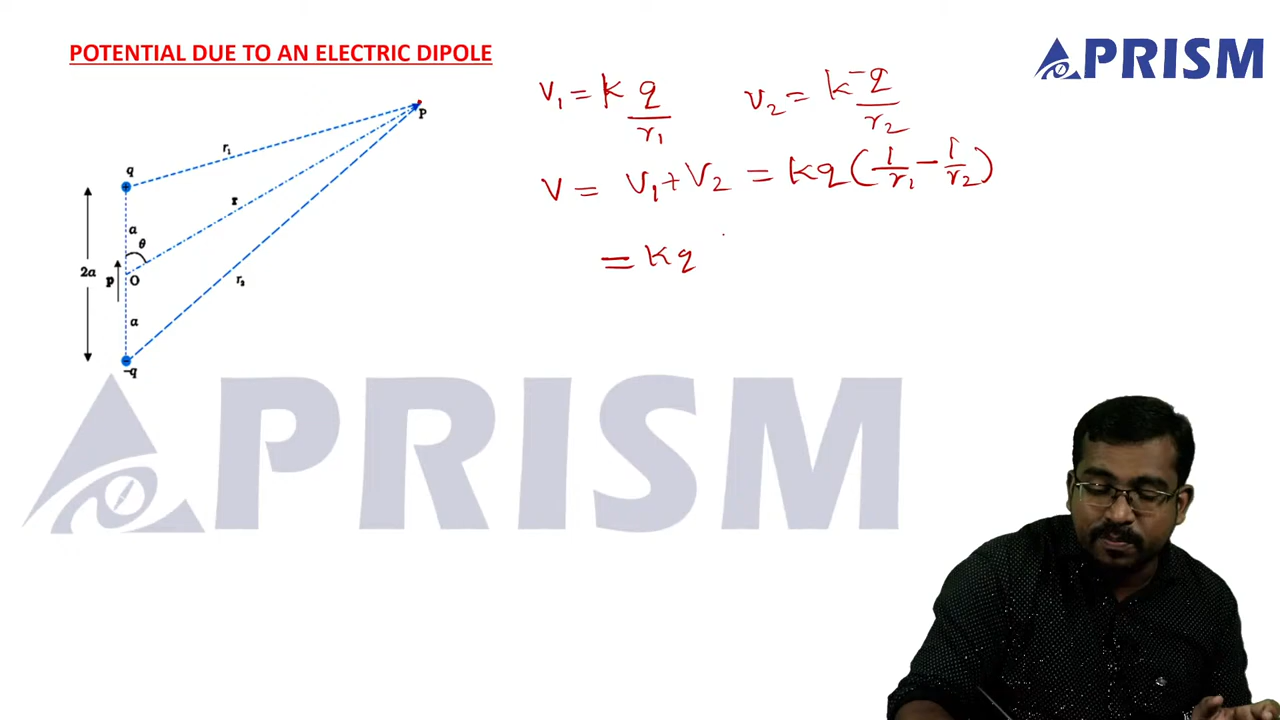 POTENTIAL DUE TO AN ELECTRIC DIPOLE
PRISM
V₁ = k q/r₁
V₂ = k -q/r₂
V = V₁ + V₂ = kq (1/r₁ - 1/r₂)
= kq
P
r₁
q
r
a
θ
2a
p
O
r₂
a
-q
PRISM